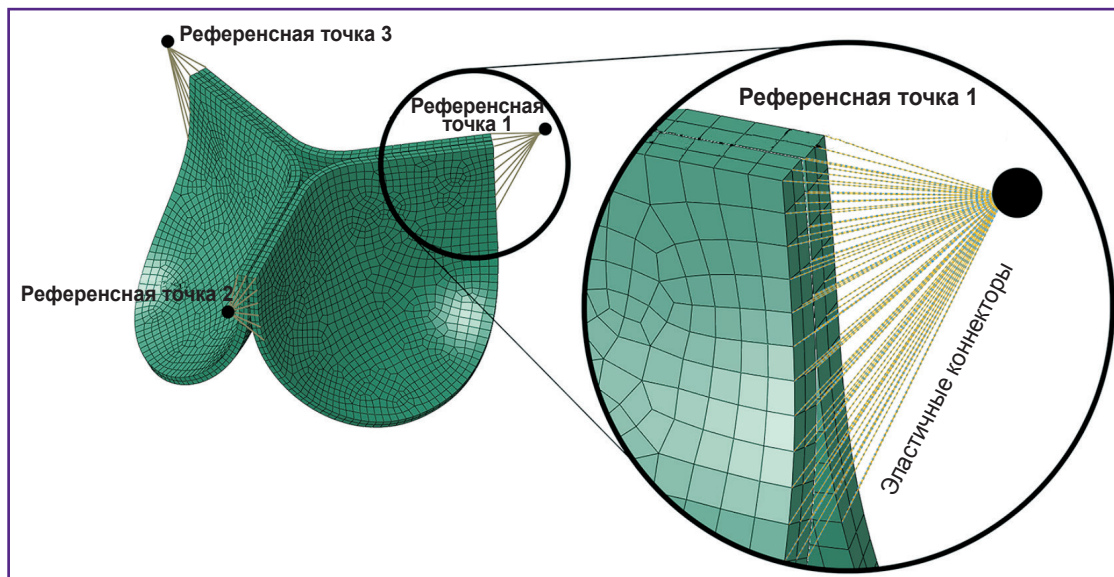 Референсная точка 3
Референсная
точка 1
Референсная точка 2
Референсная точка 1
Эластичные коннекторы